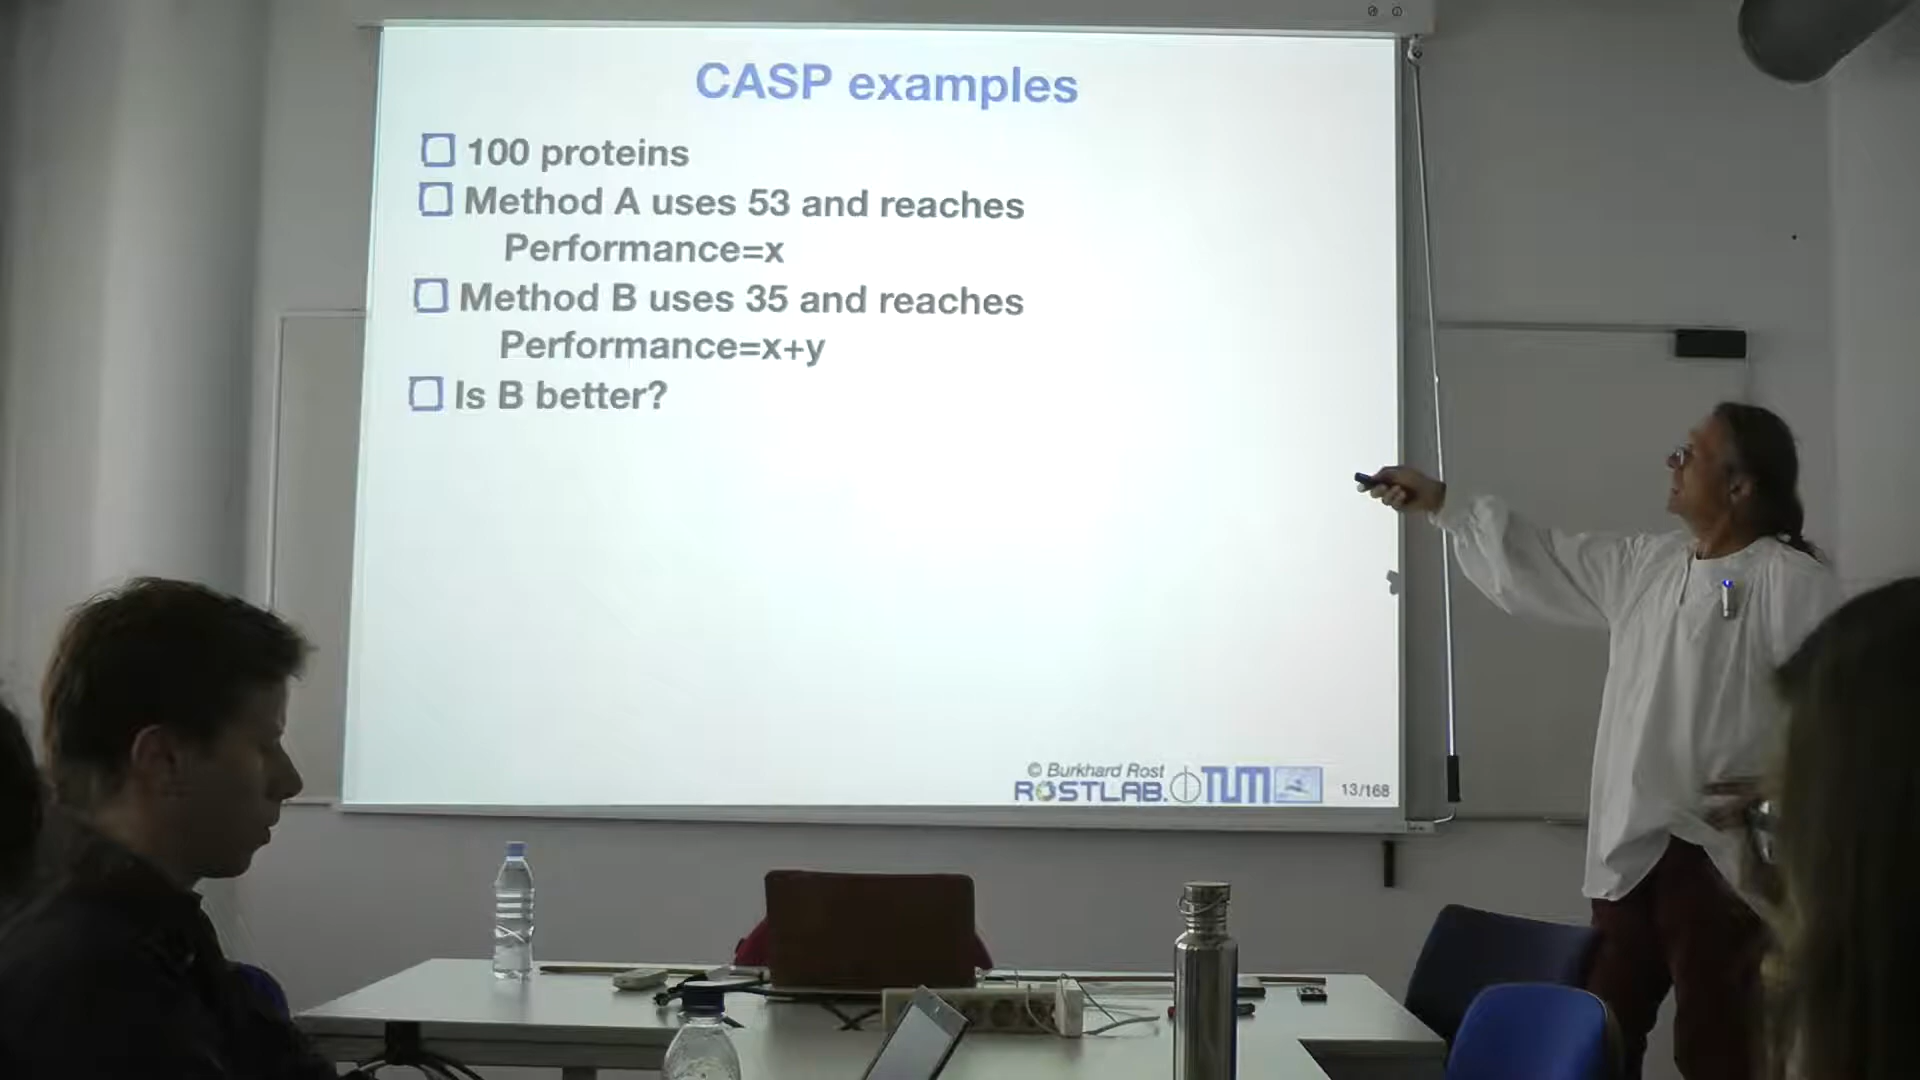 CASP examples
100 proteins
Method A uses 53 and reaches
Performance=x
Method B uses 35 and reaches
Performance=x+y
Is B better?
© Burkhard Rost
ROSTLAB. TUM
13/168